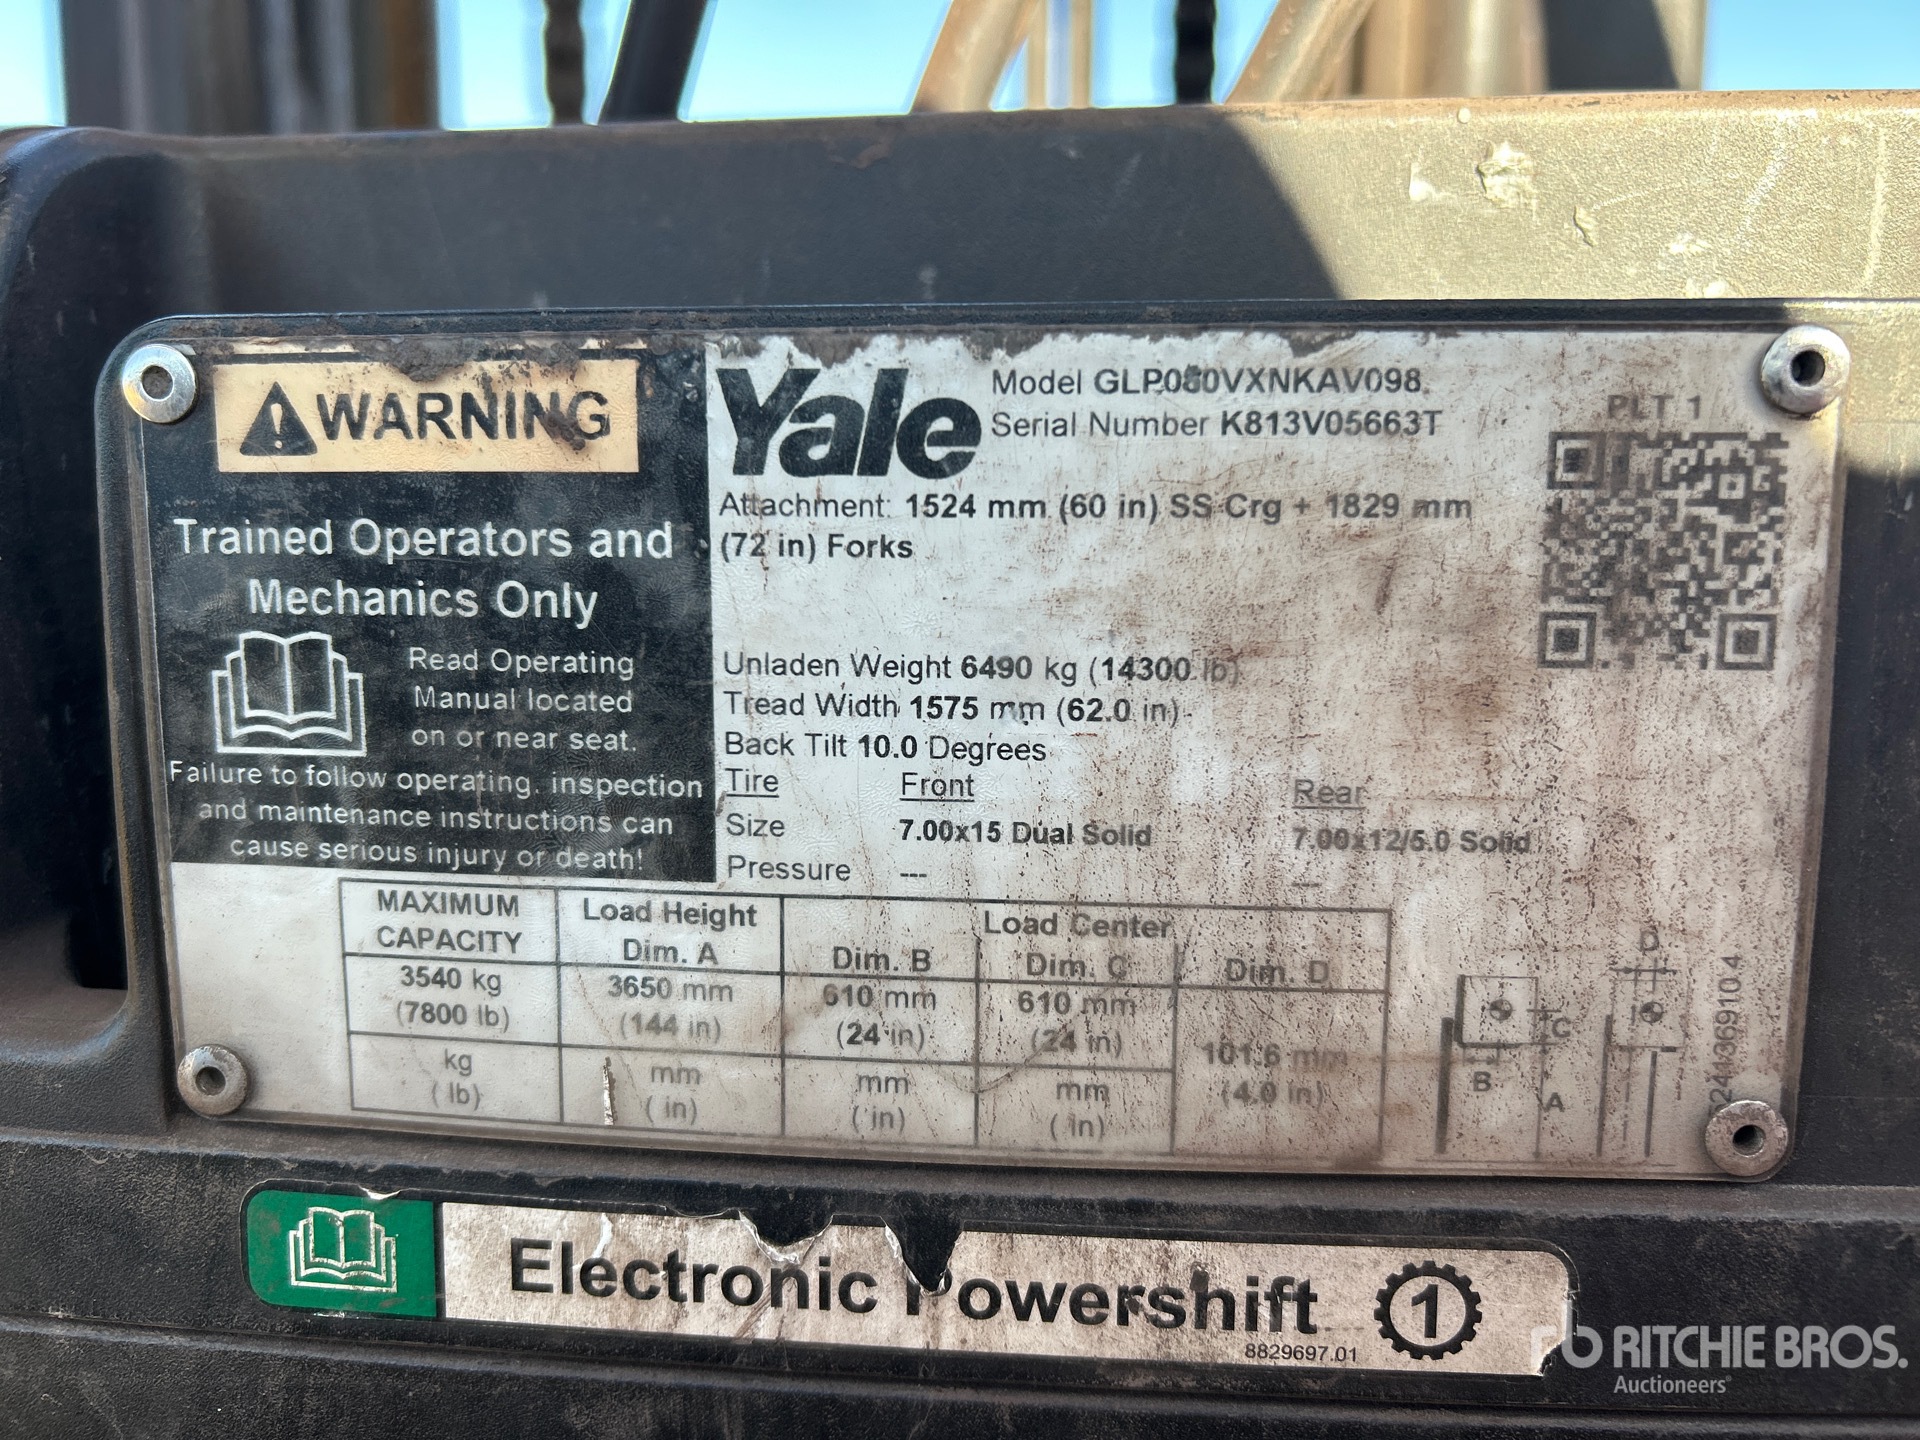 WARNING
Trained Operators and
Mechanics Only
Read Operating
Manual located
on or near seat.
Failure to follow operating, inspection
and maintenance instructions can
cause serious injury or death!
Yale
Model GLP080VXNKAV098
Serial Number K813V05663T
PLT 1
Attachment: 1524 mm (60 in) SS Crg + 1829 mm
(72 in) Forks
Unladen Weight 6490 kg (14300 lb)
Tread Width 1575 mm (62.0 in)
Back Tilt 10.0 Degrees
Tire Front Rear
Size 7.00x15 Dual Solid 7.00x12/5.0 Solid
Pressure --- ---
MAXIMUM
CAPACITY
Load Height
Dim. A
Load Center
Dim. B Dim. C Dim. D
3540 kg 3650 mm 610 mm 610 mm
(7800 lb) (144 in) (24 in) (24 in)
101.6 mm
(4.0 in)
kg mm mm mm
( lb) ( in) ( in) ( in)
D
C
B
A
Electronic Powershift 1
8829697.01
RITCHIE BROS.
Auctioneers